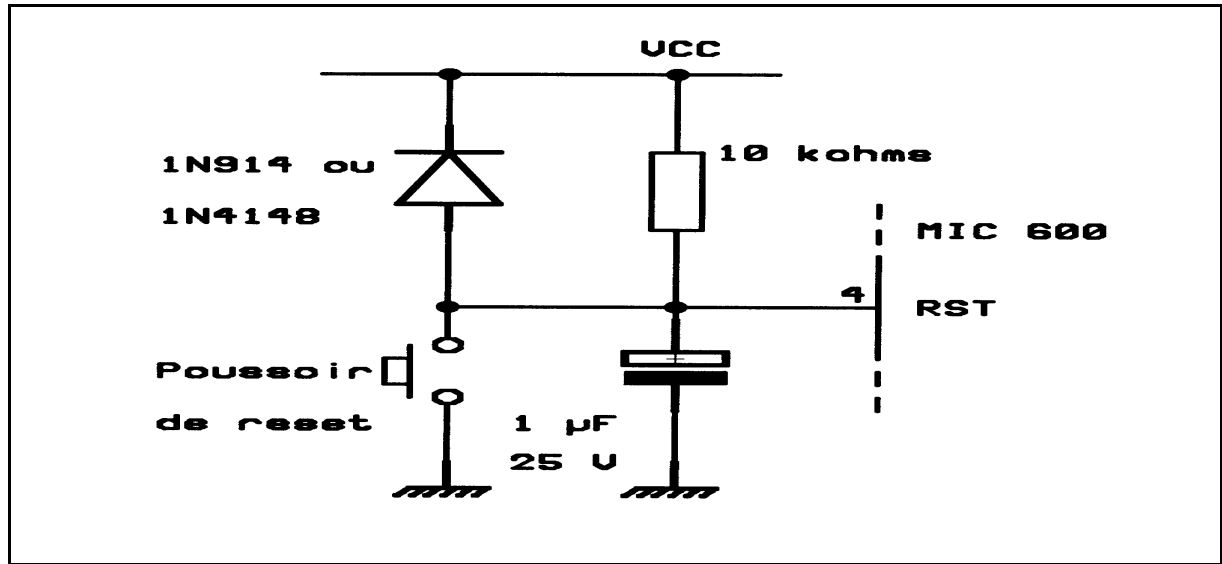 VCC
1N914 ou
1N4148
10 kohms
MIC 600
4
RST
Poussoir
de reset
1 µF
25 V
+